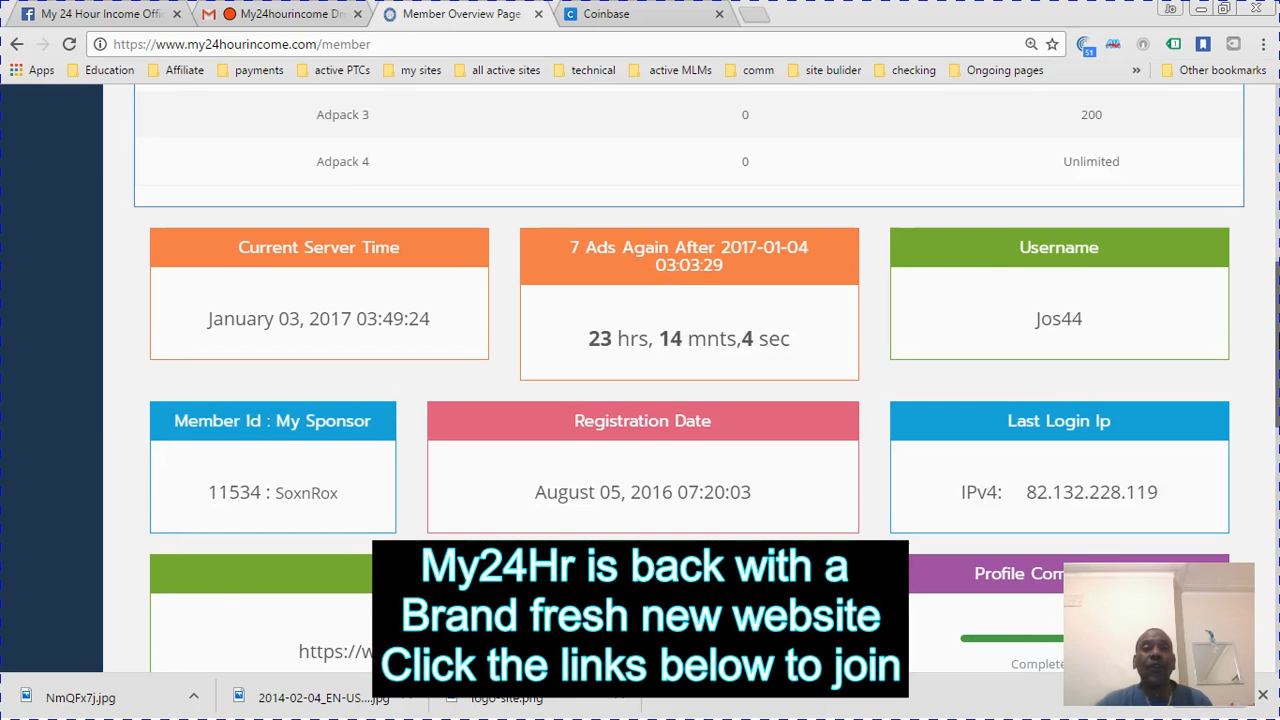 My 24 Hour Income Offic
My24hourincome Dre
Member Overview Page
Coinbase
https://www.my24hourincome.com/member
51
1
Apps
Education
Affiliate
payments
active PTCs
my sites
all active sites
technical
active MLMs
comm
site builder
checking
Ongoing pages
»
Other bookmarks
Adpack 3 0 200
Adpack 4 0 Unlimited
Current Server Time
January 03, 2017 03:49:24
7 Ads Again After 2017-01-04
03:03:29
23 hrs, 14 mnts,4 sec
Username
Jos44
Member Id : My Sponsor
11534 : SoxnRox
Registration Date
August 05, 2016 07:20:03
Last Login Ip
IPv4: 82.132.228.119
https://w
Profile Com
Complete
My24Hr is back with a
Brand fresh new website
Click the links below to join
NmQFx7j.jpg
2014-02-04_EN-US....jpg
logo-site.png